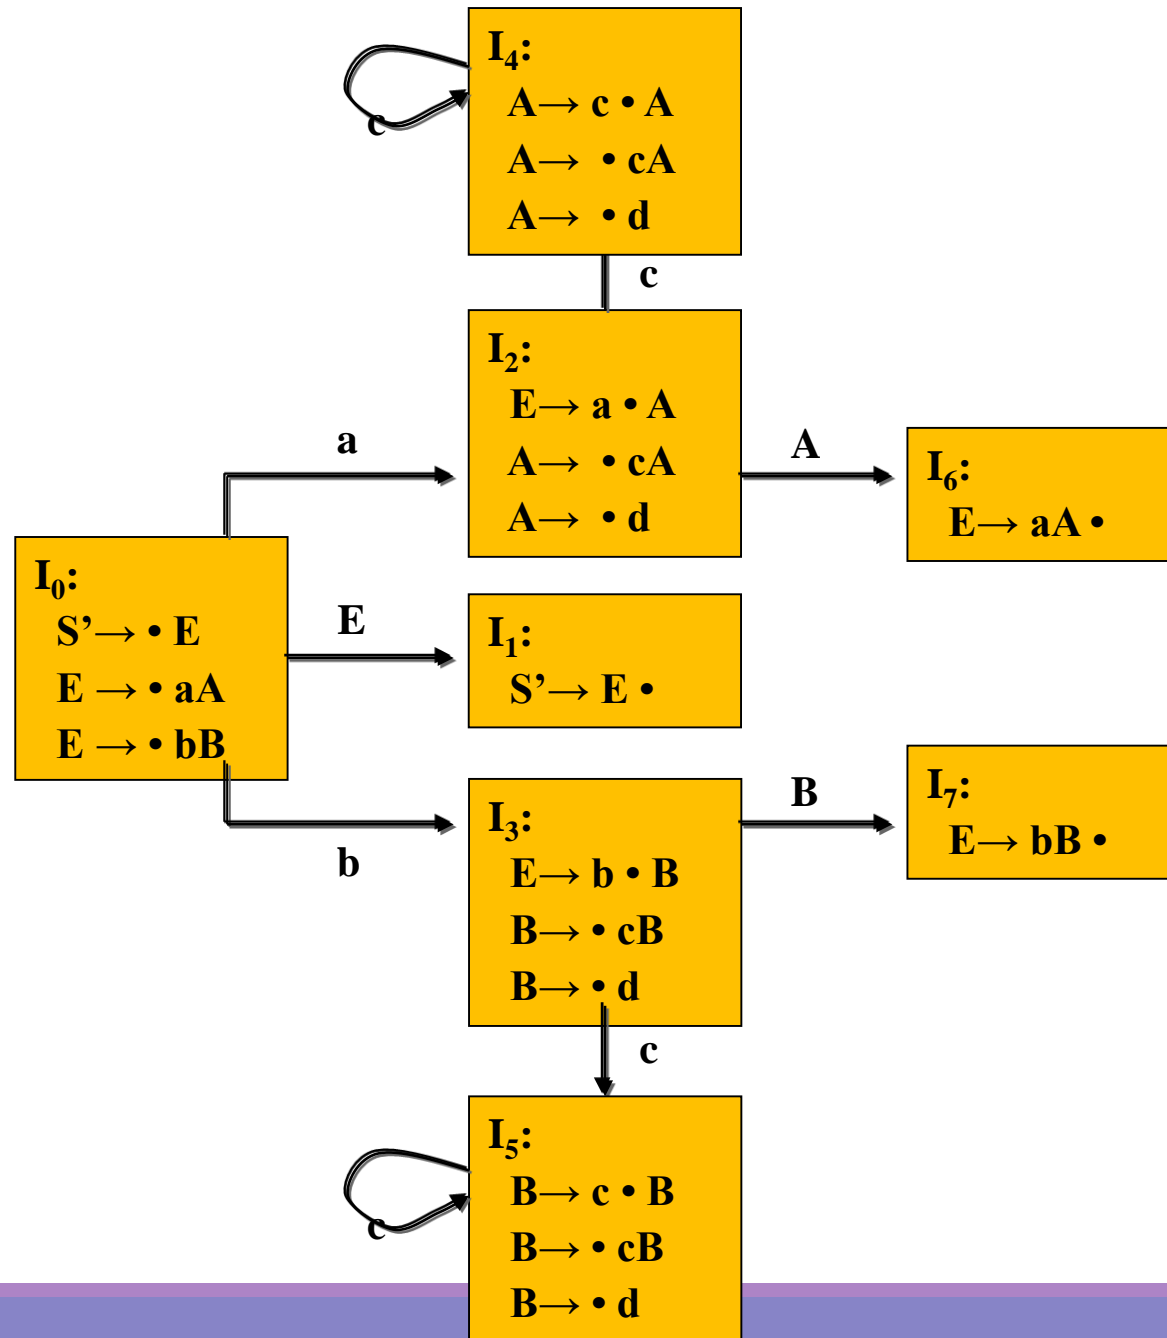 I₄:
A→ c • A
A→ • cA
A→ • d
c
c
I₂:
E→ a • A
A→ • cA
A→ • d
a
A
I₆:
E→ aA •
I₀:
S’→ • E
E → • aA
E → • bB
E
I₁:
S’→ E •
b
I₃:
E→ b • B
B→ • cB
B→ • d
B
I₇:
E→ bB •
c
I₅:
B→ c • B
B→ • cB
B→ • d
c